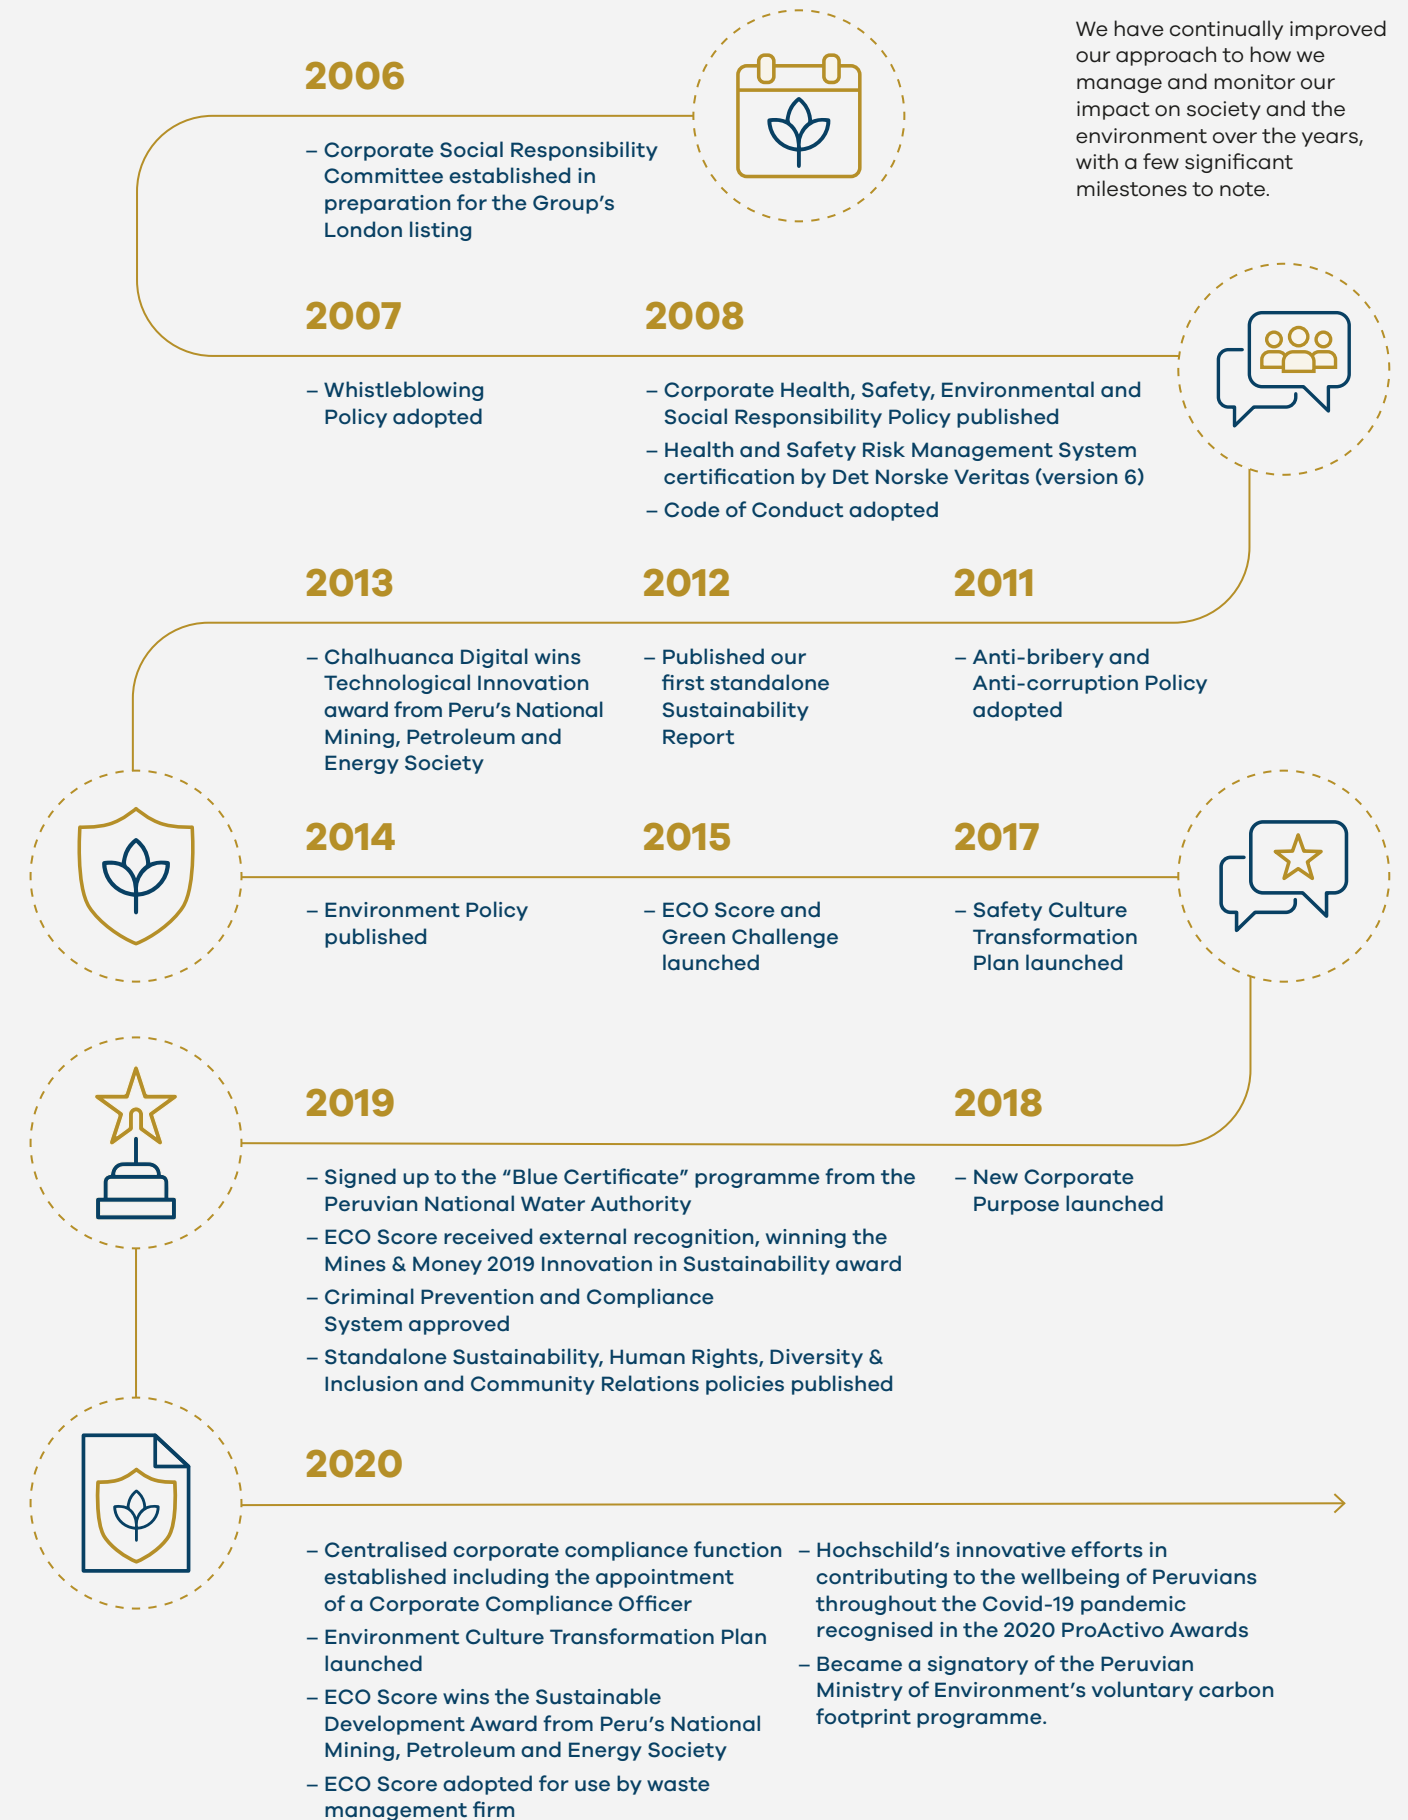 We have continually improved
our approach to how we
manage and monitor our
impact on society and the
environment over the years,
with a few significant
milestones to note.
2006
– Corporate Social Responsibility
Committee established in
preparation for the Group’s
London listing
2007
– Whistleblowing
Policy adopted
2008
– Corporate Health, Safety, Environmental and
Social Responsibility Policy published
– Health and Safety Risk Management System
certification by Det Norske Veritas (version 6)
– Code of Conduct adopted
2011
– Anti-bribery and
Anti-corruption Policy
adopted
2012
– Published our
first standalone
Sustainability
Report
2013
– Chalhuanca Digital wins
Technological Innovation
award from Peru’s National
Mining, Petroleum and
Energy Society
2014
– Environment Policy
published
2015
– ECO Score and
Green Challenge
launched
2017
– Safety Culture
Transformation
Plan launched
2018
– New Corporate
Purpose launched
2019
– Signed up to the “Blue Certificate” programme from the
Peruvian National Water Authority
– ECO Score received external recognition, winning the
Mines & Money 2019 Innovation in Sustainability award
– Criminal Prevention and Compliance
System approved
– Standalone Sustainability, Human Rights, Diversity &
Inclusion and Community Relations policies published
2020
– Centralised corporate compliance function
established including the appointment
of a Corporate Compliance Officer
– Environment Culture Transformation Plan
launched
– ECO Score wins the Sustainable
Development Award from Peru’s National
Mining, Petroleum and Energy Society
– ECO Score adopted for use by waste
management firm
– Hochschild’s innovative efforts in
contributing to the wellbeing of Peruvians
throughout the Covid-19 pandemic
recognised in the 2020 ProActivo Awards
– Became a signatory of the Peruvian
Ministry of Environment’s voluntary carbon
footprint programme.